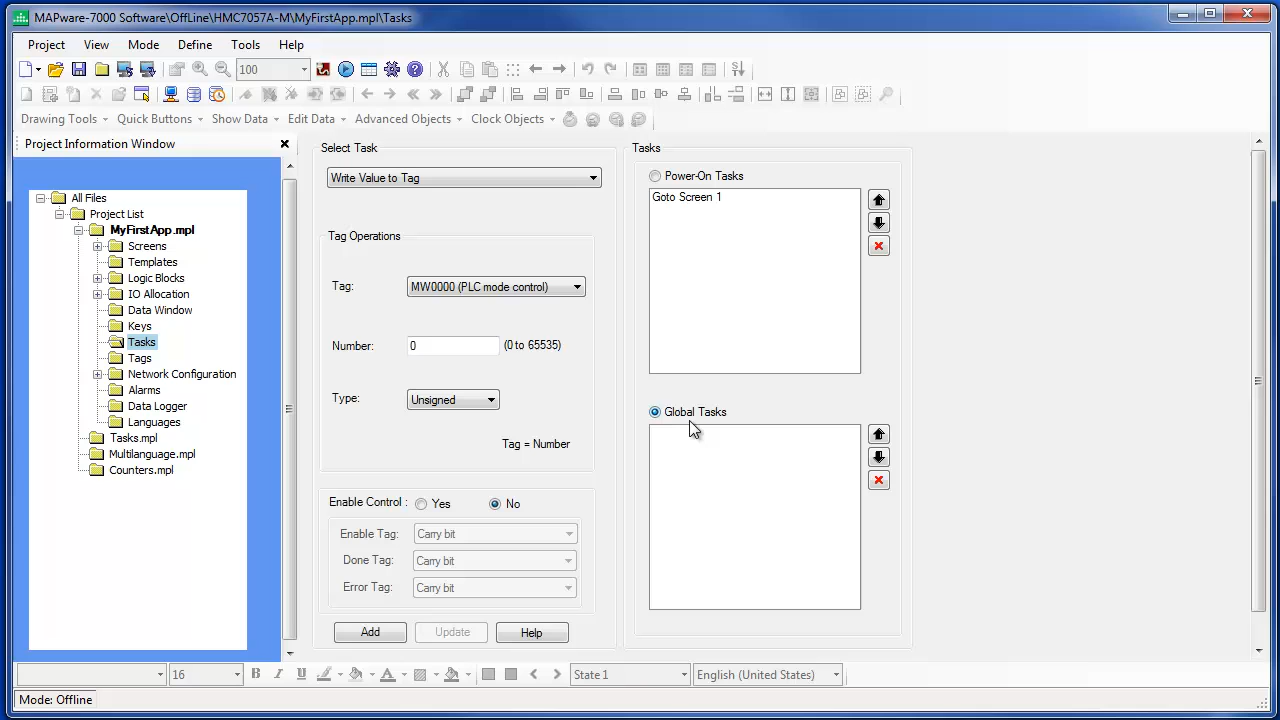 MAPware-7000 Software\OffLine\HMC7057A-M\MyFirstApp.mpl\Tasks
Project View Mode Define Tools Help
100
Drawing Tools Quick Buttons Show Data Edit Data Advanced Objects Clock Objects
Project Information Window
All Files
Project List
MyFirstApp.mpl
Screens
Templates
Logic Blocks
IO Allocation
Data Window
Keys
Tasks
Tags
Network Configuration
Alarms
Data Logger
Languages
Tasks.mpl
Multilanguage.mpl
Counters.mpl
Select Task
Write Value to Tag
Tag Operations
Tag: MW0000 (PLC mode control)
Number: 0 (0 to 65535)
Type: Unsigned
Tag = Number
Enable Control : Yes No
Enable Tag: Carry bit
Done Tag: Carry bit
Error Tag: Carry bit
Add Update Help
Tasks
Power-On Tasks
Goto Screen 1
Global Tasks
16 B I U A State 1 English (United States)
Mode: Offline